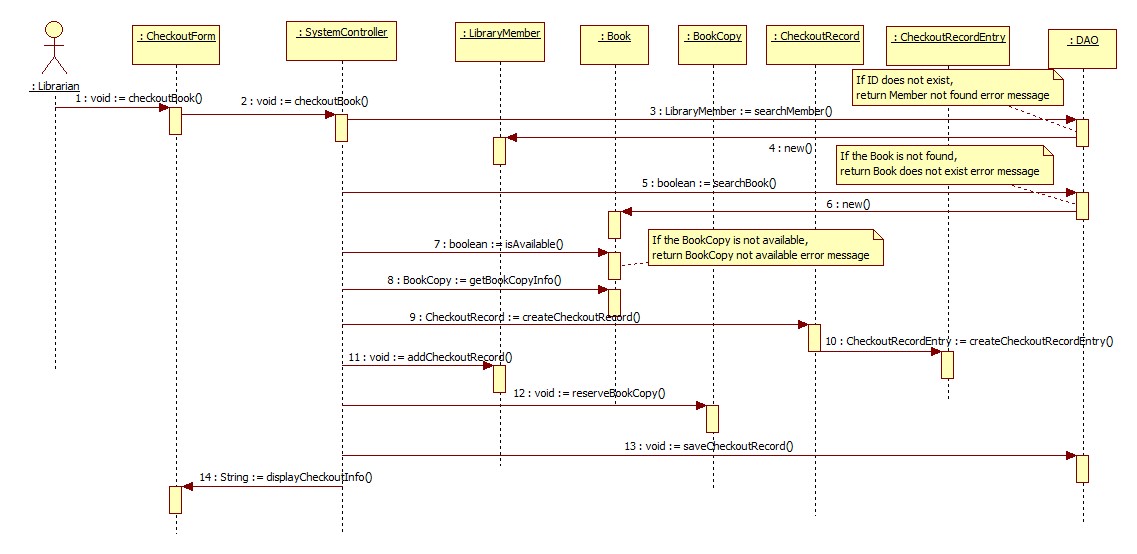 : CheckoutForm
: SystemController
: LibraryMember
: Book
: BookCopy
: CheckoutRecord
: CheckoutRecordEntry
: DAO
: Librarian
If ID does not exist,
return Member not found error message
1 : void := checkoutBook()
2 : void := checkoutBook()
3 : LibraryMember := searchMember()
4 : new()
If the Book is not found,
return Book does not exist error message
5 : boolean := searchBook()
6 : new()
7 : boolean := isAvailable()
If the BookCopy is not available,
return BookCopy not available error message
8 : BookCopy := getBookCopyInfo()
9 : CheckoutRecord := createCheckoutRecord()
10 : CheckoutRecordEntry := createCheckoutRecordEntry()
11 : void := addCheckoutRecord()
12 : void := reserveBookCopy()
13 : void := saveCheckoutRecord()
14 : String := displayCheckoutInfo()